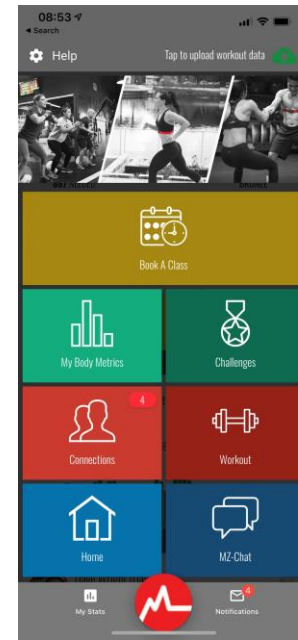 08:53
◂ Search
Help
Tap to upload workout data
Book A Class
My Body Metrics
Challenges
4
Connections
Workout
Home
MZ-Chat
4
My Stats
Notifications